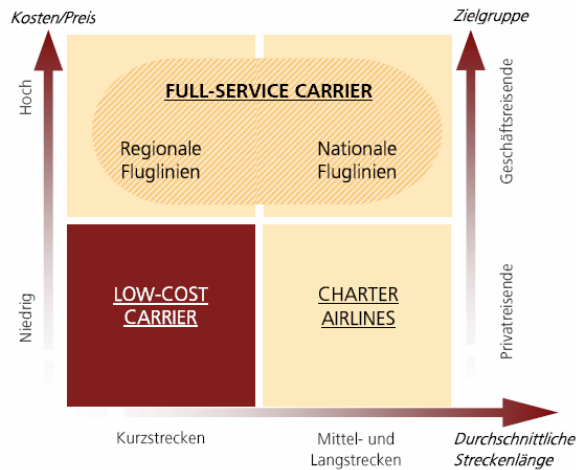 Kosten/Preis
Zielgruppe
Hoch
FULL-SERVICE CARRIER
Regionale
Fluglinien
Nationale
Fluglinien
Geschäftsreisende
Niedrig
LOW-COST
CARRIER
CHARTER
AIRLINES
Privatreisende
Kurzstrecken
Mittel- und
Langstrecken
Durchschnittliche
Streckenlänge